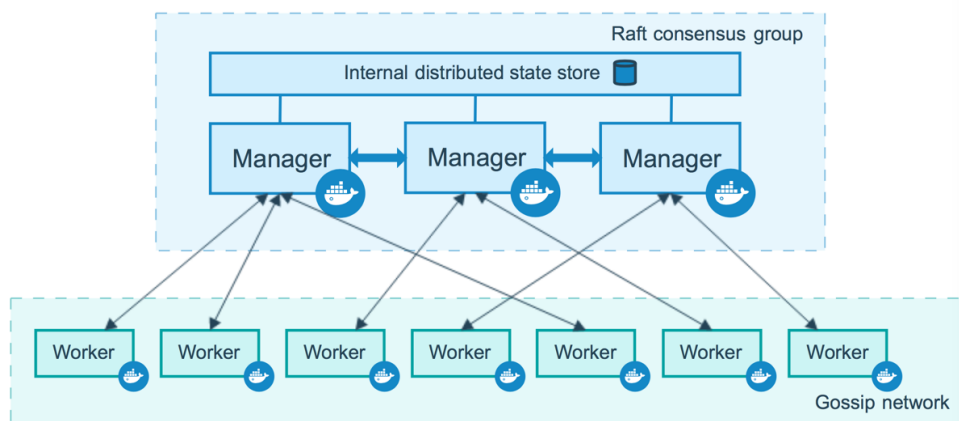 Raft consensus group
Internal distributed state store
Manager
Manager
Manager
Worker
Worker
Worker
Worker
Worker
Worker
Worker
Gossip network